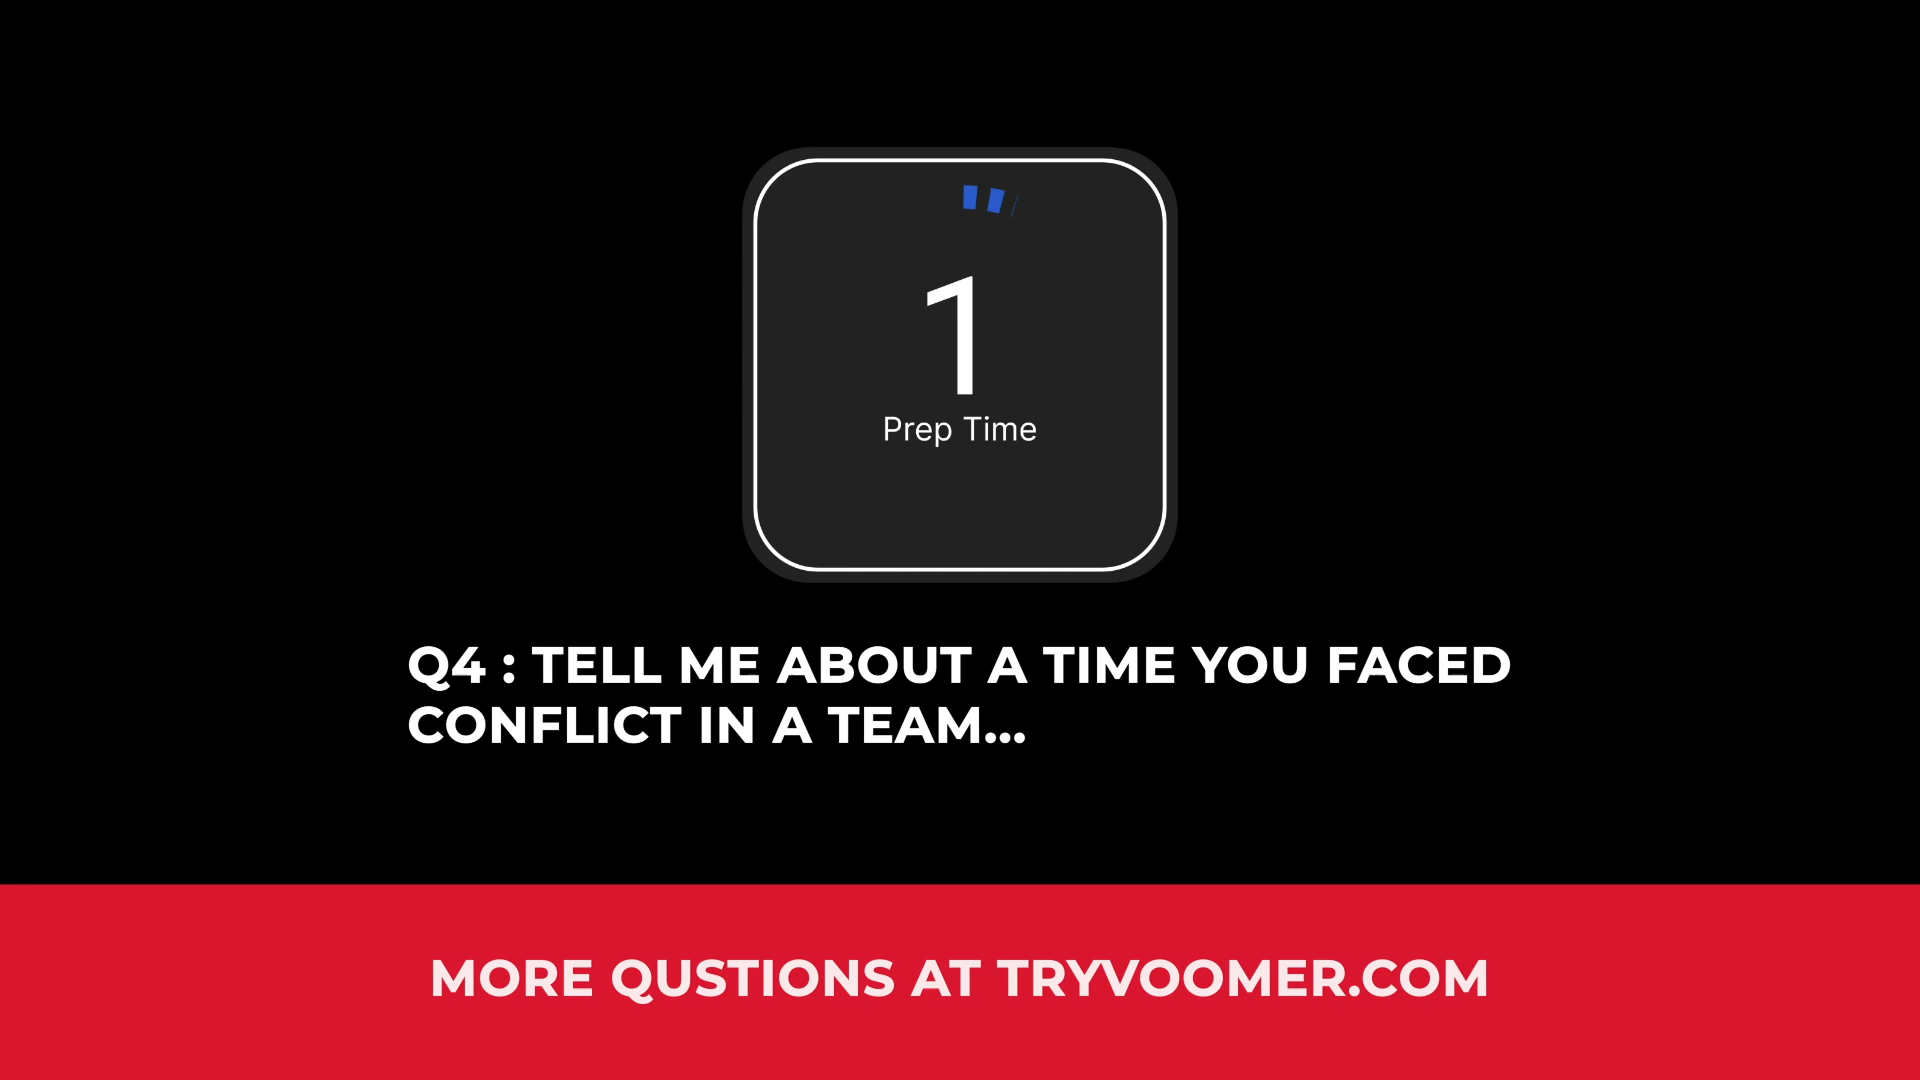 1
Prep Time
Q4 : TELL ME ABOUT A TIME YOU FACED
CONFLICT IN A TEAM...
MORE QUSTIONS AT TRYVOOMER.COM